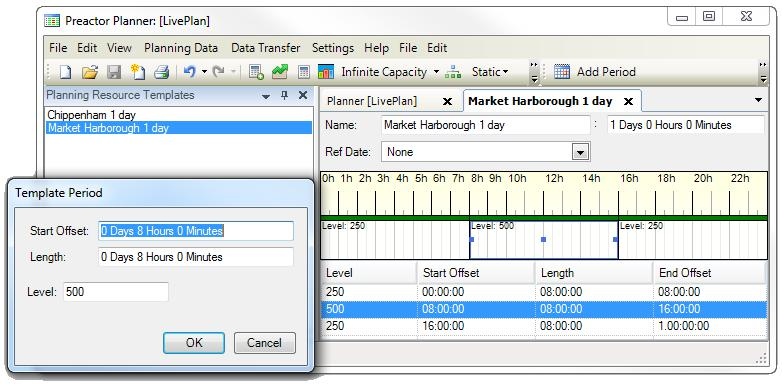 Preactor Planner: [LivePlan]
File Edit View Planning Data Data Transfer Settings Help File Edit
Infinite Capacity Static Add Period
Planning Resource Templates
Chippenham 1 day
Market Harborough 1 day
Planner [LivePlan] Market Harborough 1 day
Name: Market Harborough 1 day : 1 Days 0 Hours 0 Minutes
Ref Date: None
0h 1h 2h 3h 4h 5h 6h 7h 8h 9h 10h 12h 14h 16h 18h 20h 22h
Level: 250 Level: 500 Level: 250
Level Start Offset Length End Offset
250 00:00:00 08:00:00 08:00:00
500 08:00:00 08:00:00 16:00:00
250 16:00:00 08:00:00 1.00:00:00
Template Period
Start Offset: 0 Days 8 Hours 0 Minutes
Length: 0 Days 8 Hours 0 Minutes
Level: 500
OK Cancel